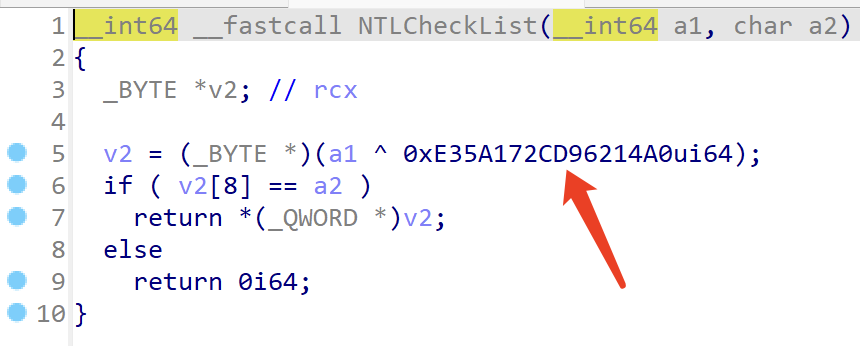 1 __int64 __fastcall NTLCheckList(__int64 a1, char a2)
2 {
3 _BYTE *v2; // rcx
4
5 v2 = (_BYTE *)(a1 ^ 0xE35A172CD96214A0ui64);
6 if ( v2[8] == a2 )
7 return *(_QWORD *)v2;
8 else
9 return 0i64;
10 }